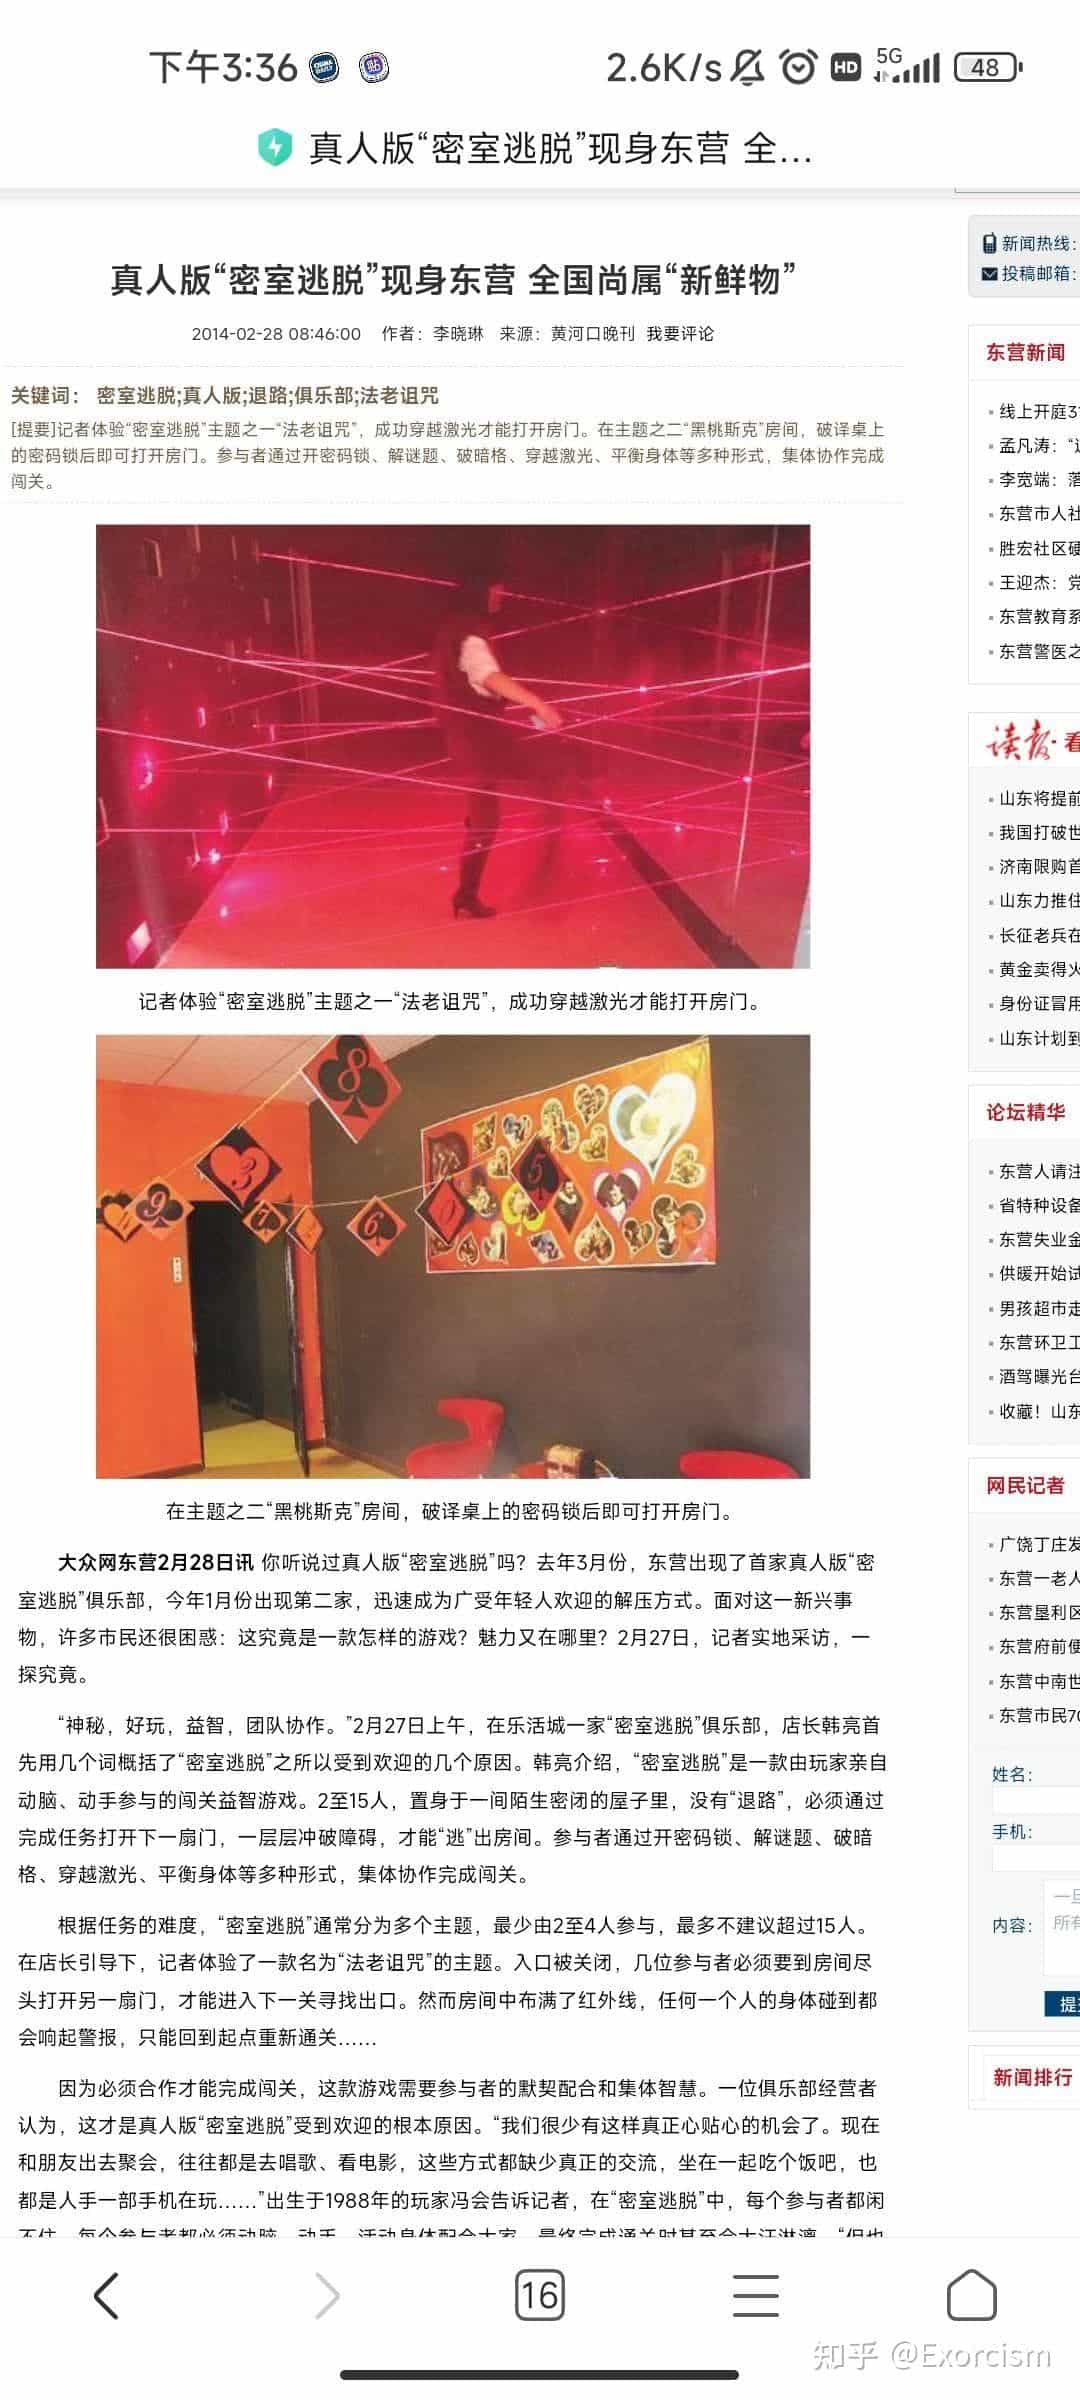 下午3:36
2.6K/s
HD
5G
48
真人版“密室逃脱”现身东营 全...
新闻热线:
投稿邮箱:
真人版“密室逃脱”现身东营 全国尚属“新鲜物”
2014-02-28 08:46:00 作者：李晓琳 来源：黄河口晚刊 我要评论
关键词： 密室逃脱;真人版;退路;俱乐部;法老诅咒
[提要]记者体验“密室逃脱”主题之一“法老诅咒”，成功穿越激光才能打开房门。在主题之二“黑桃斯克”房间，破译桌上
的密码锁后即可打开房门。参与者通过开密码锁、解谜题、破暗格、穿越激光、平衡身体等多种形式，集体协作完成
闯关。
记者体验“密室逃脱”主题之一“法老诅咒”，成功穿越激光才能打开房门。
8
3
9
7
6
5
在主题之二“黑桃斯克”房间，破译桌上的密码锁后即可打开房门。
大众网东营2月28日讯 你听说过真人版“密室逃脱”吗？去年3月份，东营出现了首家真人版“密
室逃脱”俱乐部，今年1月份出现第二家，迅速成为广受年轻人欢迎的解压方式。面对这一新兴事
物，许多市民还很困惑：这究竟是一款怎样的游戏？魅力又在哪里？2月27日，记者实地采访，一
探究竟。
“神秘，好玩，益智，团队协作。”2月27日上午，在乐活城一家“密室逃脱”俱乐部，店长韩亮首
先用几个词概括了“密室逃脱”之所以受到欢迎的几个原因。韩亮介绍，“密室逃脱”是一款由玩家亲自
动脑、动手参与的闯关益智游戏。2至15人，置身于一间陌生密闭的屋子里，没有“退路”，必须通过
完成任务打开下一扇门，一层层冲破障碍，才能“逃”出房间。参与者通过开密码锁、解谜题、破暗
格、穿越激光、平衡身体等多种形式，集体协作完成闯关。
根据任务的难度，“密室逃脱”通常分为多个主题，最少由2至4人参与，最多不建议超过15人。
在店长引导下，记者体验了一款名为“法老诅咒”的主题。入口被关闭，几位参与者必须要到房间尽
头打开另一扇门，才能进入下一关寻找出口。然而房间中布满了红外线，任何一个人的身体碰到都
会响起警报，只能回到起点重新通关……
因为必须合作才能完成闯关，这款游戏需要参与者的默契配合和集体智慧。一位俱乐部经营者
认为，这才是真人版“密室逃脱”受到欢迎的根本原因。“我们很少有这样真正心贴心的机会了。现在
和朋友出去聚会，往往都是去唱歌、看电影，这些方式都缺少真正的交流，坐在一起吃个饭吧，也
都是人手一部手机在玩……”出生于1988年的玩家冯会告诉记者，在“密室逃脱”中，每个参与者都闲
不住，每个参与者都必须动脑、动手，活动身体配合大家，最终完成通关时甚至会大汗淋漓。“但也
东营新闻
线上开庭3
孟凡涛：“
李宽端：落
东营市人社
胜宏社区硬
王迎杰：党
东营教育系
东营警医之
读报·看
山东将提前
我国打破世
济南限购首
山东力推住
长征老兵在
黄金卖得火
身份证冒用
山东计划到
论坛精华
东营人请注
省特种设备
东营失业金
供暖开始试
男孩超市走
东营环卫工
酒驾曝光台
收藏！山东
网民记者
广饶丁庄发
东营一老人
东营垦利区
东营府前便
东营中南世
东营市民70
姓名：
手机：
内容：
一旦
所有
提交
新闻排行
16
知乎 @Exorcism